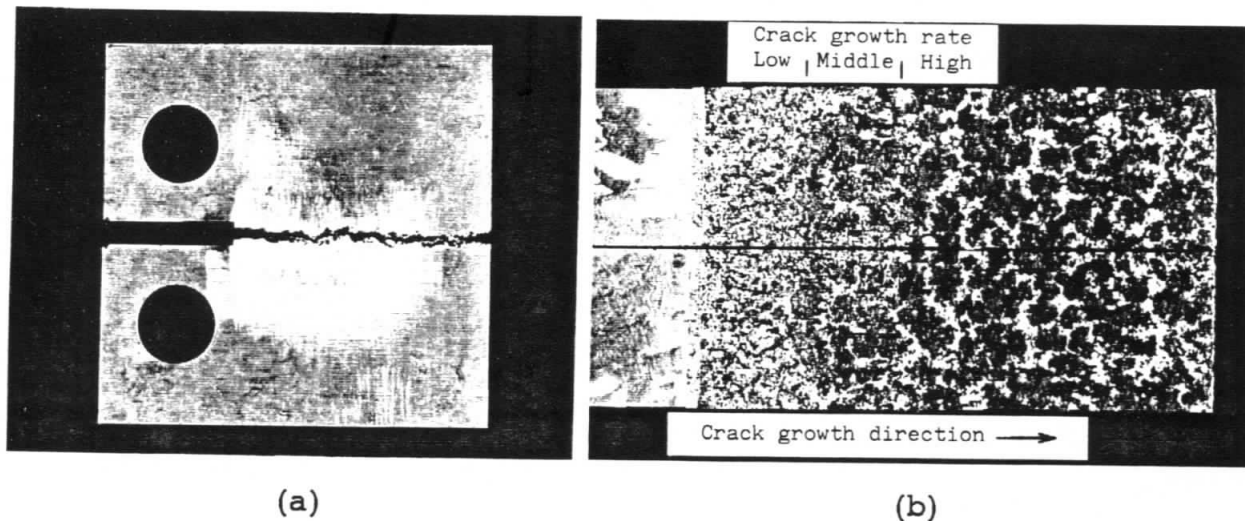 Crack growth rate
Low | Middle | High
Crack growth direction →
(a)
(b)